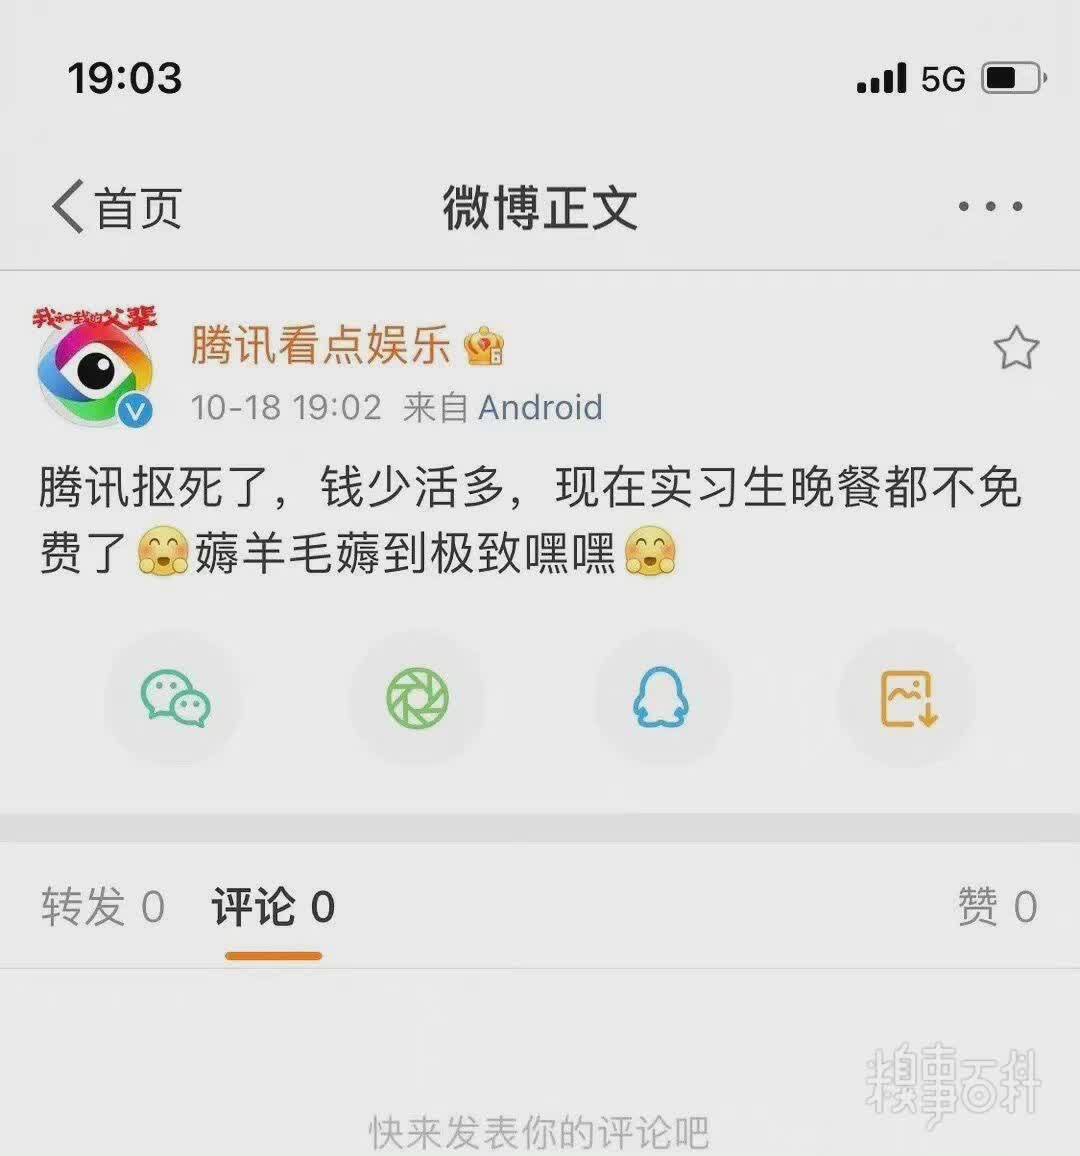 19:03 5G
首页 微博正文
我和我的父辈
腾讯看点娱乐
10-18 19:02 来自 Android
腾讯抠死了，钱少活多，现在实习生晚餐都不免
费了薅羊毛薅到极致嘿嘿
转发 0 评论 0 赞 0
糗事百科
快来发表你的评论吧